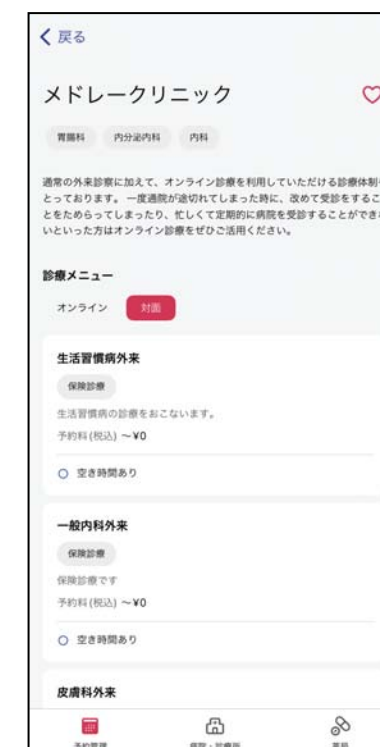 戻る
メドレークリニック
胃腸科 内分泌内科 内科
通常の外来診察に加えて、オンライン診療を利用していただける診療体制を
とっております。一度通院が途切れてしまった時に、改めて受診をするこ
とをためらってしまったり、忙しくて定期的に病院を受診することができな
いといった方はオンライン診療をぜひご活用ください。
診療メニュー
オンライン 対面
生活習慣病外来
保険診療
生活習慣病の診療をおこないます。
予約料(税込) 〜¥0
空き時間あり
一般内科外来
保険診療
保険診療です
予約料(税込) 〜¥0
空き時間あり
皮膚科外来
予約管理 病院・診療所 薬局